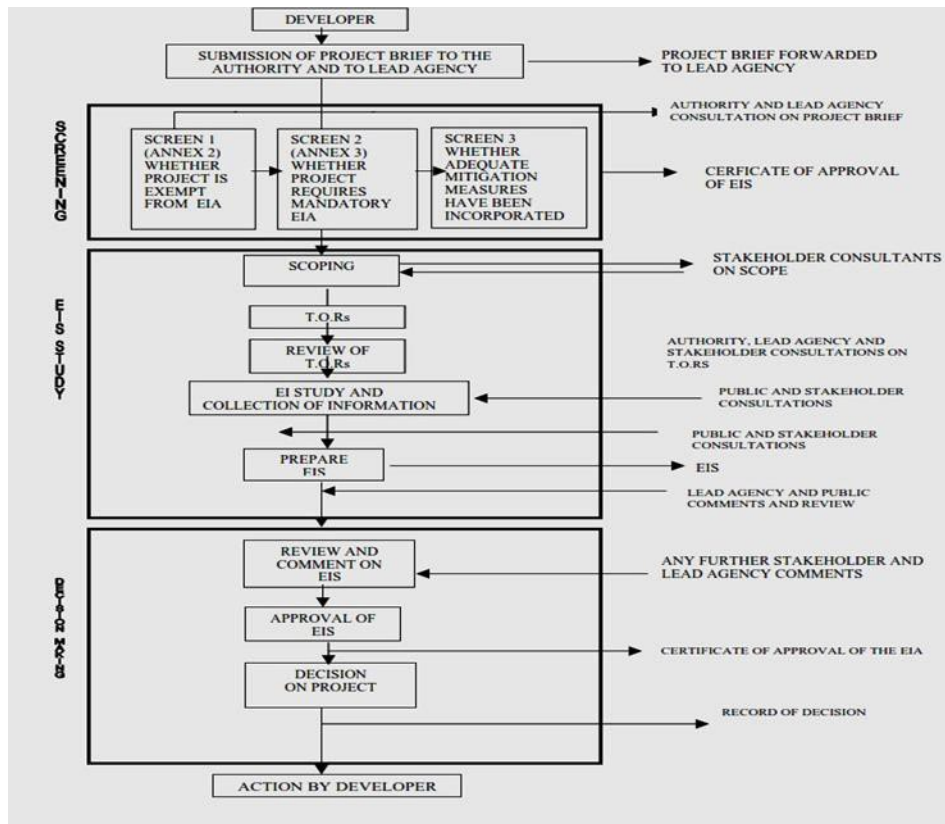 DEVELOPER
SUBMISSION OF PROJECT BRIEF TO THE
AUTHORITY AND TO LEAD AGENCY
PROJECT BRIEF FORWARDED
TO LEAD AGENCY
SCREENING
AUTHORITY AND LEAD AGENCY
CONSULTATION ON PROJECT BRIEF
SCREEN 1
(ANNEX 2)
WHETHER
PROJECT IS
EXEMPT
FROM EIA
SCREEN 2
(ANNEX 3)
WHETHER
PROJECT
REQUIRES
MANDATORY
EIA
SCREEN 3
WHETHER
ADEQUATE
MITIGATION
MEASURES
HAVE BEEN
INCORPORATED
CERFICATE OF APPROVAL
OF EIS
EIS STUDY
SCOPING
STAKEHOLDER CONSULTANTS
ON SCOPE
T.O.Rs
REVIEW OF
T.O.Rs
AUTHORITY, LEAD AGENCY and
STAKEHOLDER CONSULTATIONS ON
T.O.RS
EI STUDY AND
COLLECTION OF INFORMATION
PUBLIC AND STAKEHOLDER
CONSULTATIONS
PUBLIC AND STAKEHOLDER
CONSULTATIONS
PREPARE
EIS
EIS
LEAD AGENCY AND PUBLIC
COMMENTS AND REVIEW
DECISION MAKING
REVIEW AND
COMMENT ON
EIS
ANY FURTHER STAKEHOLDER AND
LEAD AGENCY COMMENTS
APPROVAL OF
EIS
CERTIFICATE OF APPROVAL OF THE EIA
DECISION
ON PROJECT
RECORD OF DECISION
ACTION BY DEVELOPER